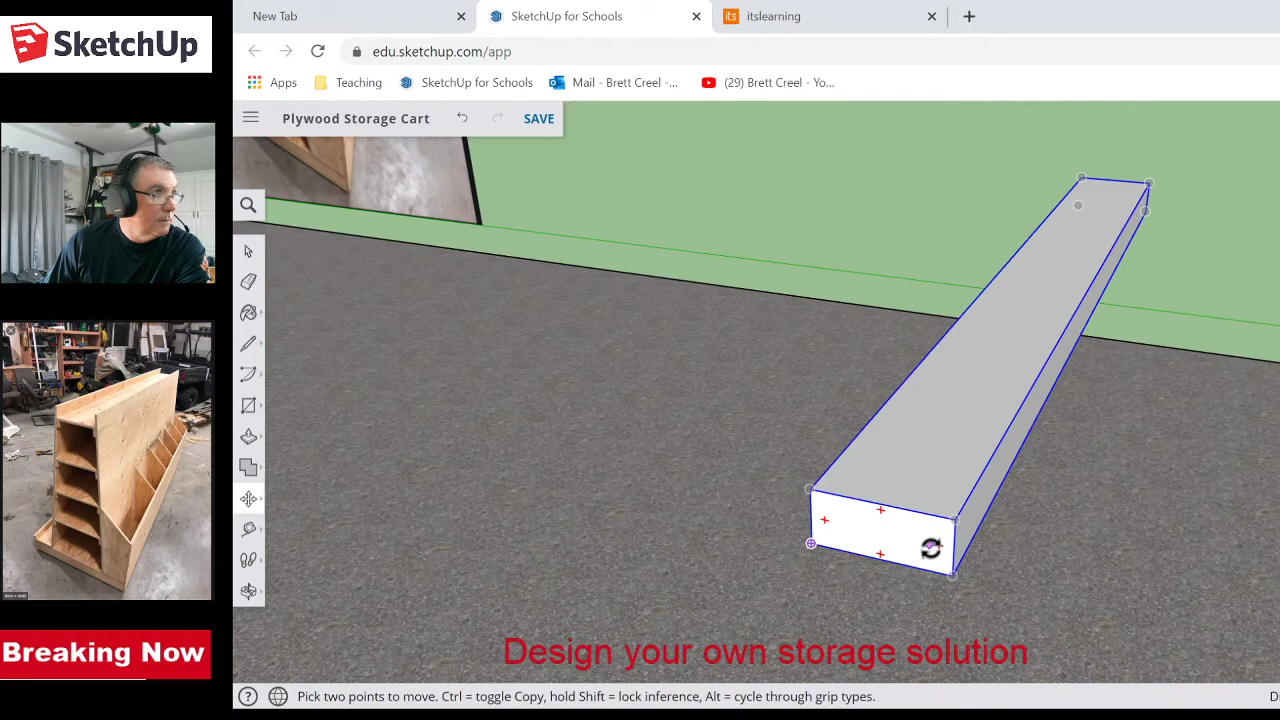 SketchUp
New Tab
SketchUp for Schools
its
itslearning
edu.sketchup.com/app
Apps
Teaching
SketchUp for Schools
Mail - Brett Creel -...
(29) Brett Creel - Yo...
Plywood Storage Cart
SAVE
Breaking Now
Design your own storage solution
Pick two points to move. Ctrl = toggle Copy, hold Shift = lock inference, Alt = cycle through grip types.
D